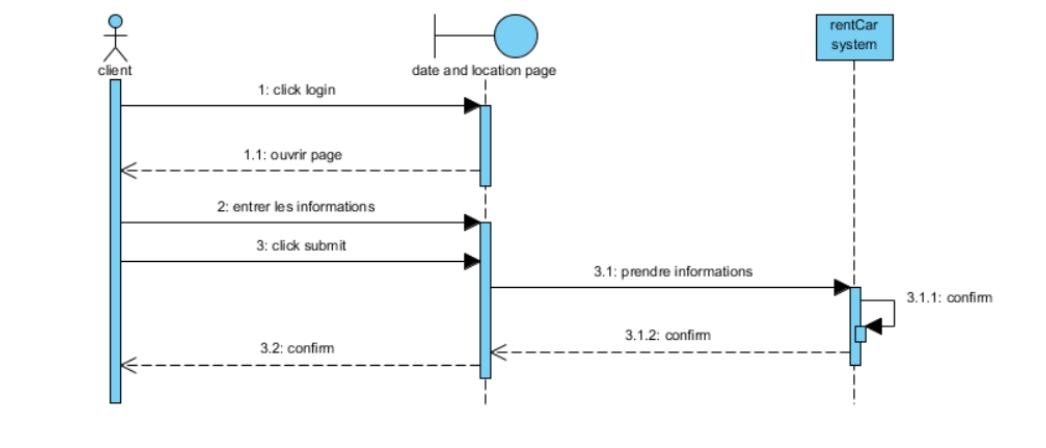 rentCar
system
client
date and location page
1: click login
1.1: ouvrir page
2: entrer les informations
3: click submit
3.1: prendre informations
3.1.1: confirm
3.1.2: confirm
3.2: confirm